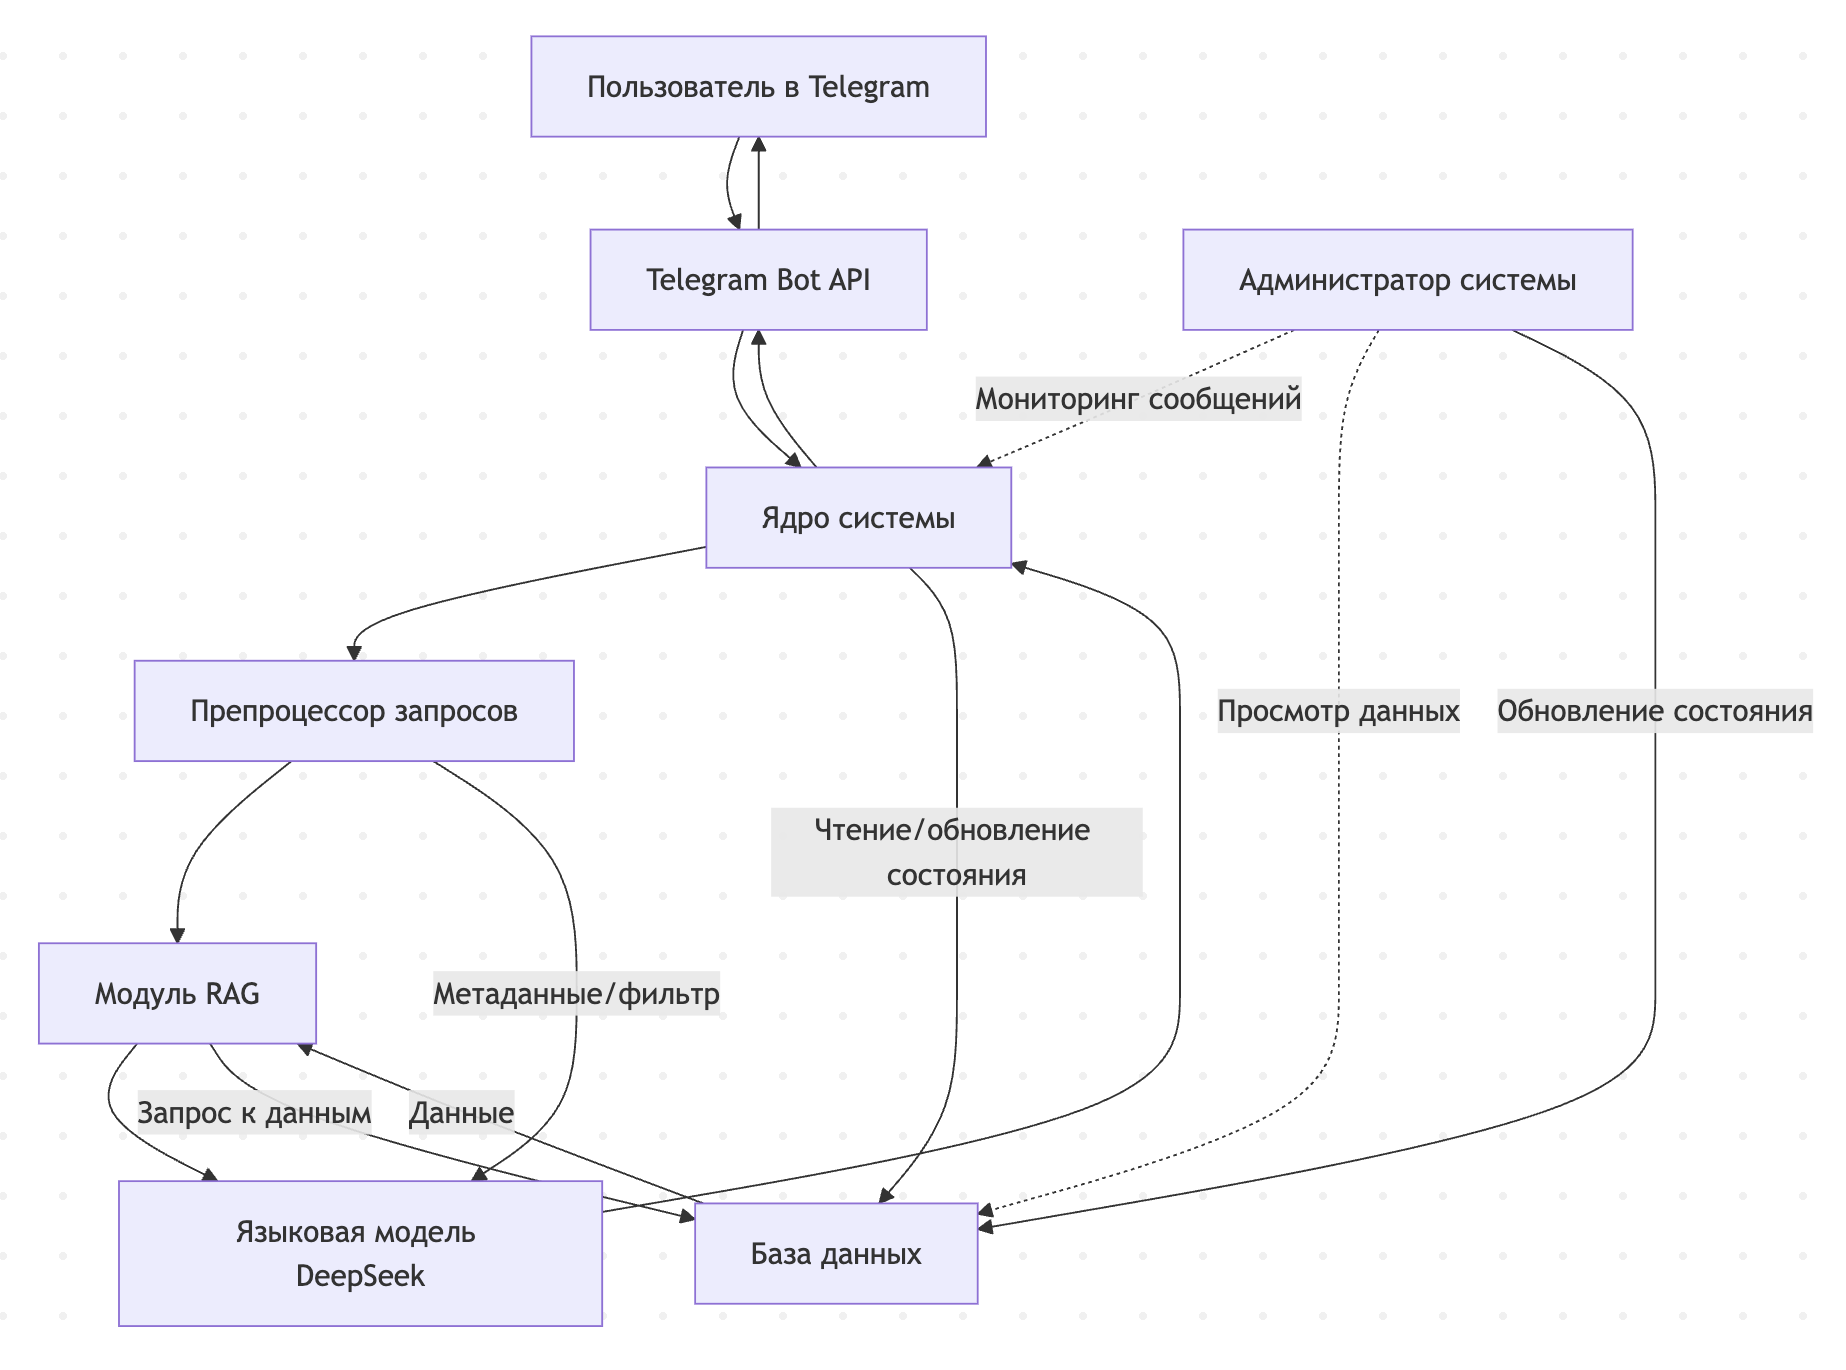 Пользователь в Telegram
Telegram Bot API
Администратор системы
Мониторинг сообщений
Ядро системы
Препроцессор запросов
Просмотр данных
Обновление состояния
Чтение/обновление
состояния
Модуль RAG
Метаданные/фильтр
Запрос к данным
Данные
Языковая модель
DeepSeek
База данных